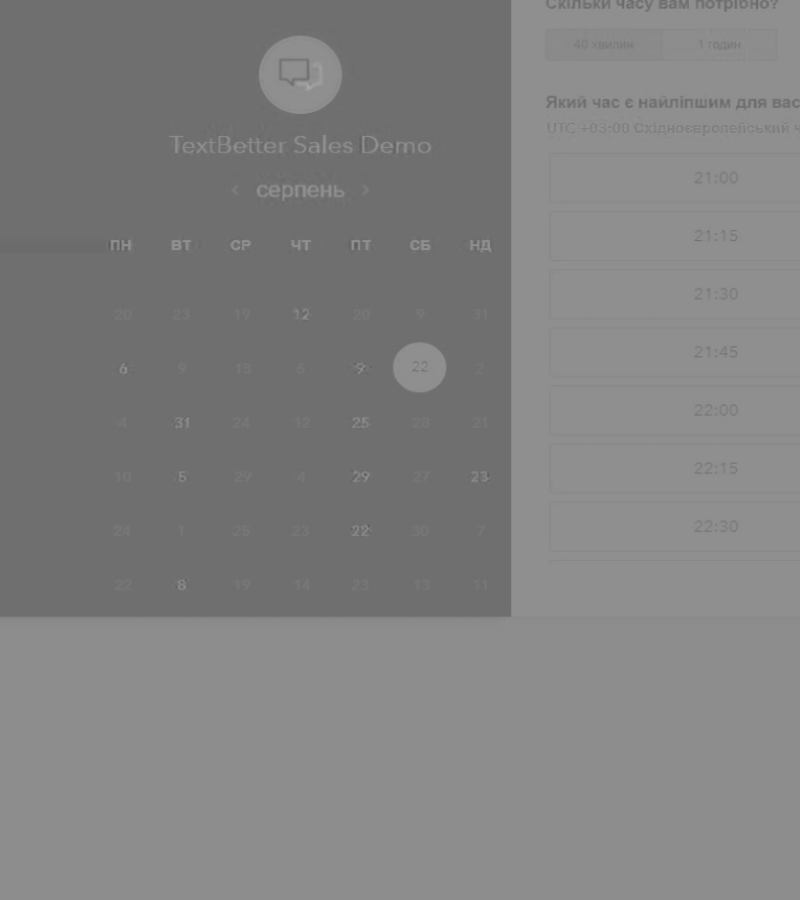 TextBetter Sales Demo
‹ серпень ›
ПН ВТ СР ЧТ ПТ СБ НД
20 23 19 12 20 9 31
6 9 15 6 9 22 2
4 31 24 12 25 28 21
10 5 29 4 29 27 23
24 1 25 23 22 30 7
22 8 19 14 23 13 11
Скільки часу вам потрібно?
40 хвилин 1 годин
Який час є найліпшим для вас
UTC +03:00 Східноєвропейський ч
21:00
21:15
21:30
21:45
22:00
22:15
22:30